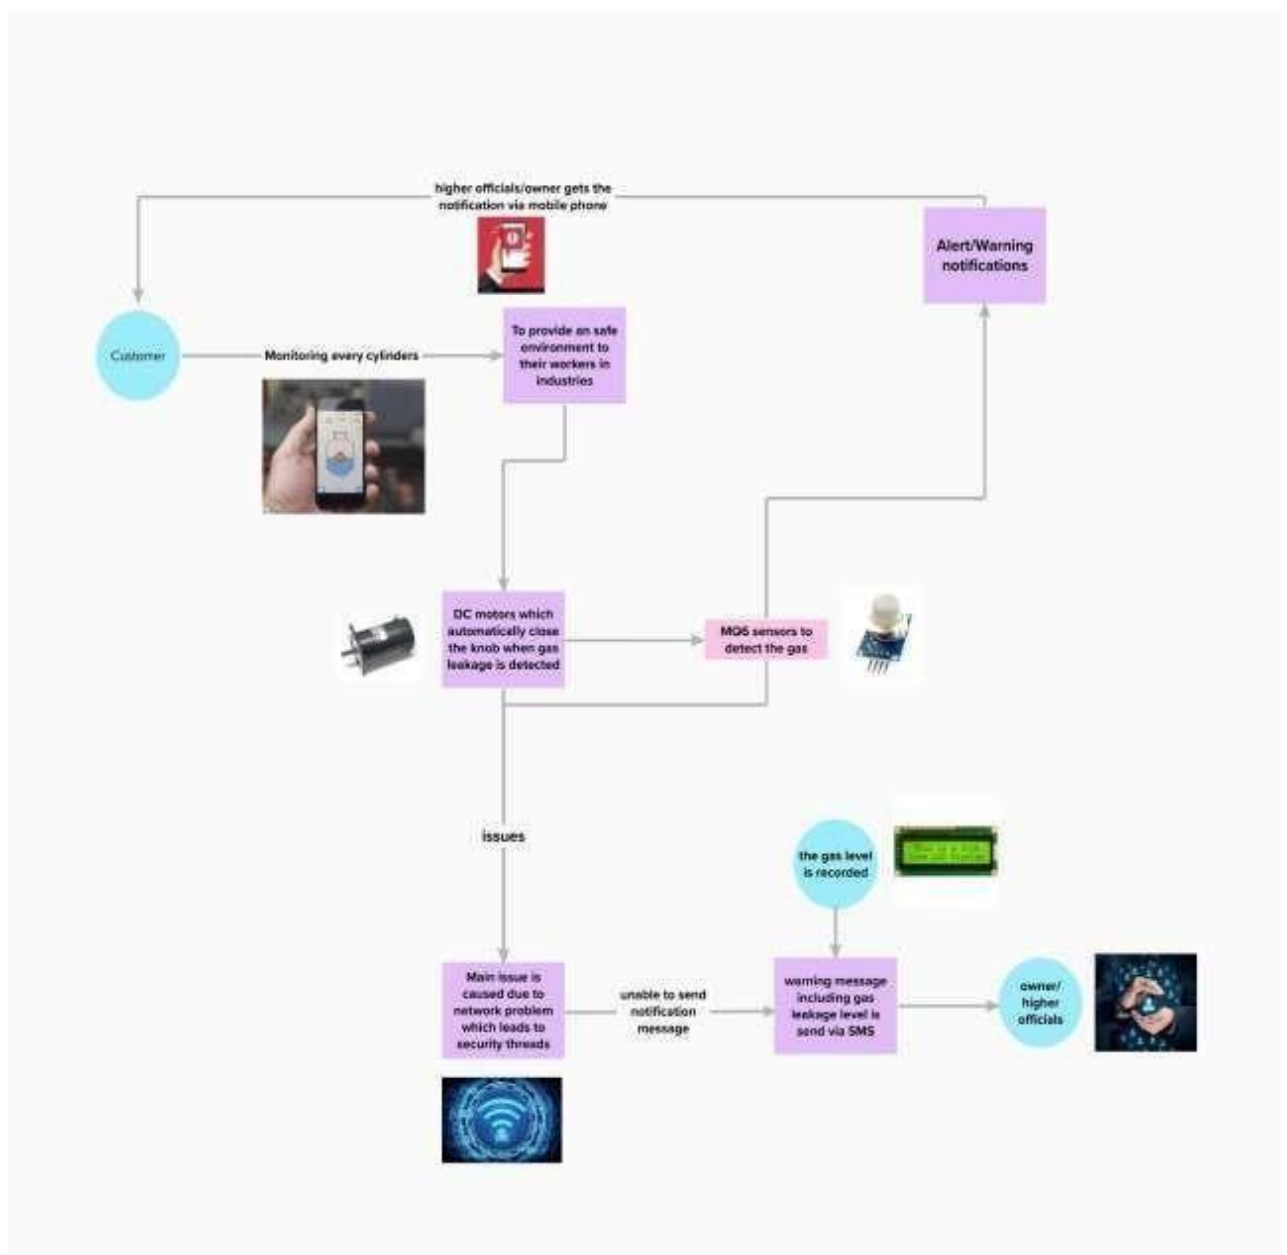 higher officials/owner gets the
notification via mobile phone
Alert/Warning
notifications
Customer
Monitoring every cylinders
To provide an safe
environment to
their workers in
industries
DC motors which
automatically close
the knob when gas
leakage is detected
MQ6 sensors to
detect the gas
issues
the gas level
is recorded
Main issue is
caused due to
network problem
which leads to
security threads
unable to send
notification
message
warning message
including gas
leakage level is
send via SMS
owner/
higher
officials